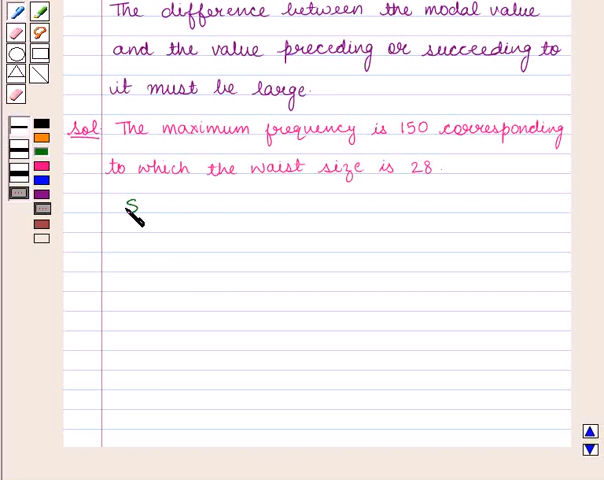 The difference between the modal value
and the value preceding or succeeding to
it must be large.
Sol The maximum frequency is 150 corresponding
to which the waist size is 28.
S